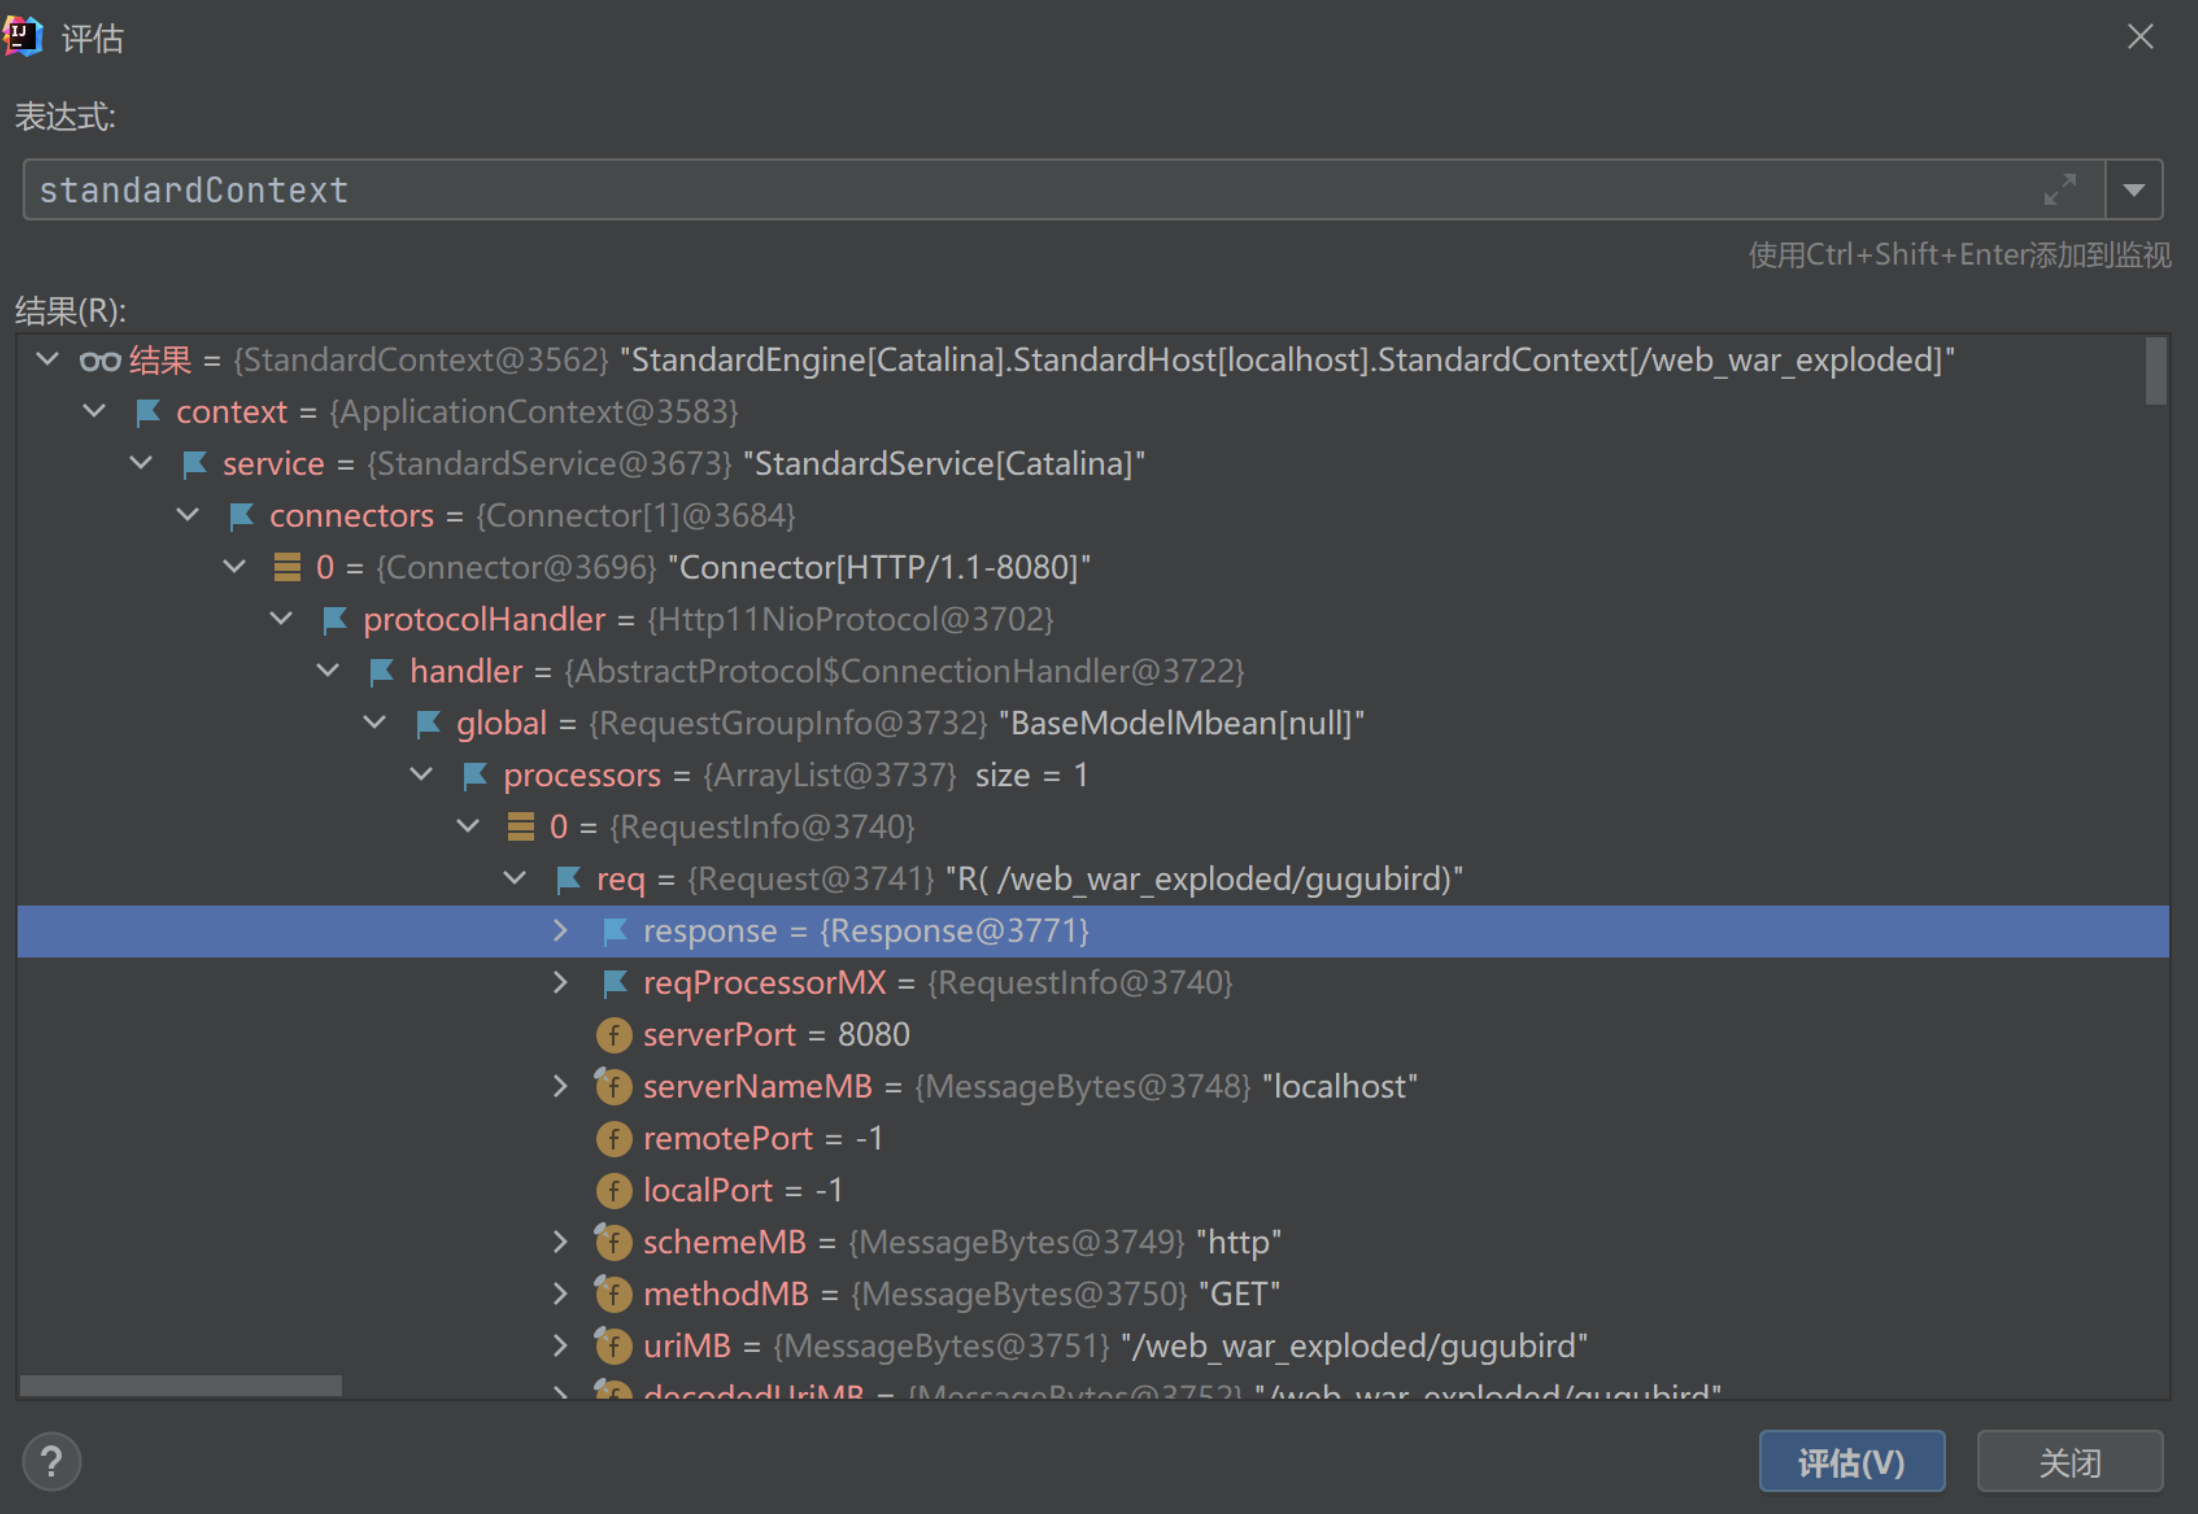 评估
表达式:
standardContext
使用Ctrl+Shift+Enter添加到监视
结果(R):
结果 = {StandardContext@3562} "StandardEngine[Catalina].StandardHost[localhost].StandardContext[/web_war_exploded]"
context = {ApplicationContext@3583}
service = {StandardService@3673} "StandardService[Catalina]"
connectors = {Connector[1]@3684}
0 = {Connector@3696} "Connector[HTTP/1.1-8080]"
protocolHandler = {Http11NioProtocol@3702}
handler = {AbstractProtocol$ConnectionHandler@3722}
global = {RequestGroupInfo@3732} "BaseModelMbean[null]"
processors = {ArrayList@3737} size = 1
0 = {RequestInfo@3740}
req = {Request@3741} "R( /web_war_exploded/gugubird)"
response = {Response@3771}
reqProcessorMX = {RequestInfo@3740}
serverPort = 8080
serverNameMB = {MessageBytes@3748} "localhost"
remotePort = -1
localPort = -1
schemeMB = {MessageBytes@3749} "http"
methodMB = {MessageBytes@3750} "GET"
uriMB = {MessageBytes@3751} "/web_war_exploded/gugubird"
decodedUriMB = {MessageBytes@3752} "/web_war_exploded/gugubird"
评估(V)
关闭